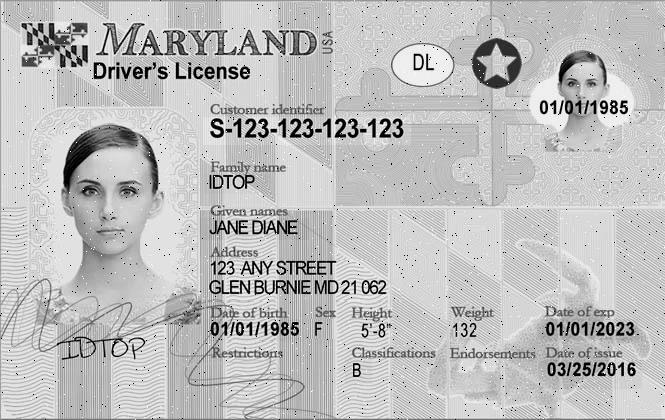 MARYLAND USA
Driver's License
DL
01/01/1985
Customer identifier
S-123-123-123-123
Family name
IDTOP
Given names
JANE DIANE
Address
123 ANY STREET
GLEN BURNIE MD 21 062
Date of birth Sex Height Weight Date of exp
01/01/1985 F 5'-8" 132 01/01/2023
Restrictions Classifications Endorsements Date of issue
B 03/25/2016
IDTOP